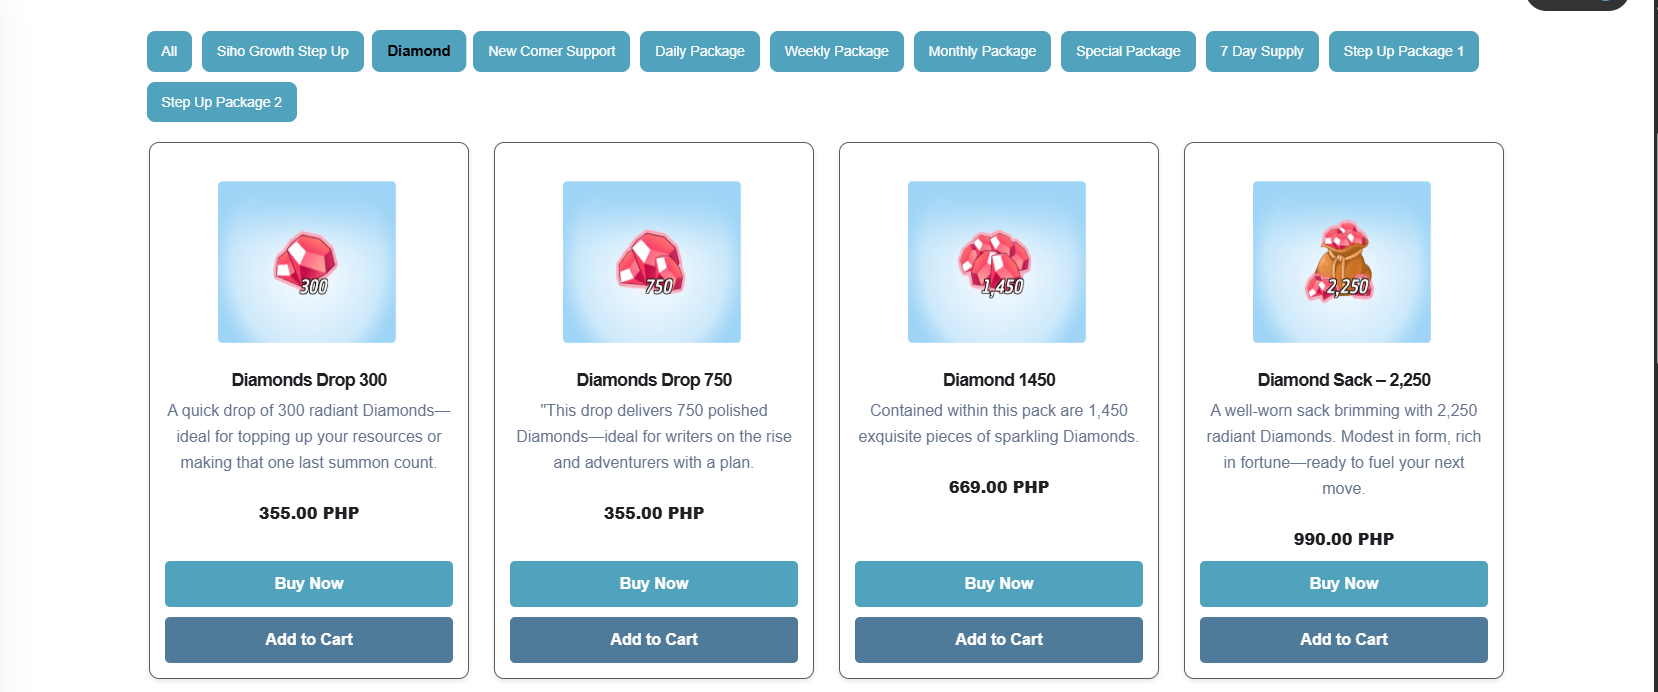 All
Siho Growth Step Up
Diamond
New Comer Support
Daily Package
Weekly Package
Monthly Package
Special Package
7 Day Supply
Step Up Package 1
Step Up Package 2
300
Diamonds Drop 300
A quick drop of 300 radiant Diamonds—
ideal for topping up your resources or
making that one last summon count.
355.00 PHP
Buy Now
Add to Cart
750
Diamonds Drop 750
"This drop delivers 750 polished
Diamonds—ideal for writers on the rise
and adventurers with a plan.
355.00 PHP
Buy Now
Add to Cart
1,450
Diamond 1450
Contained within this pack are 1,450
exquisite pieces of sparkling Diamonds.
669.00 PHP
Buy Now
Add to Cart
2,250
Diamond Sack – 2,250
A well-worn sack brimming with 2,250
radiant Diamonds. Modest in form, rich
in fortune—ready to fuel your next
move.
990.00 PHP
Buy Now
Add to Cart